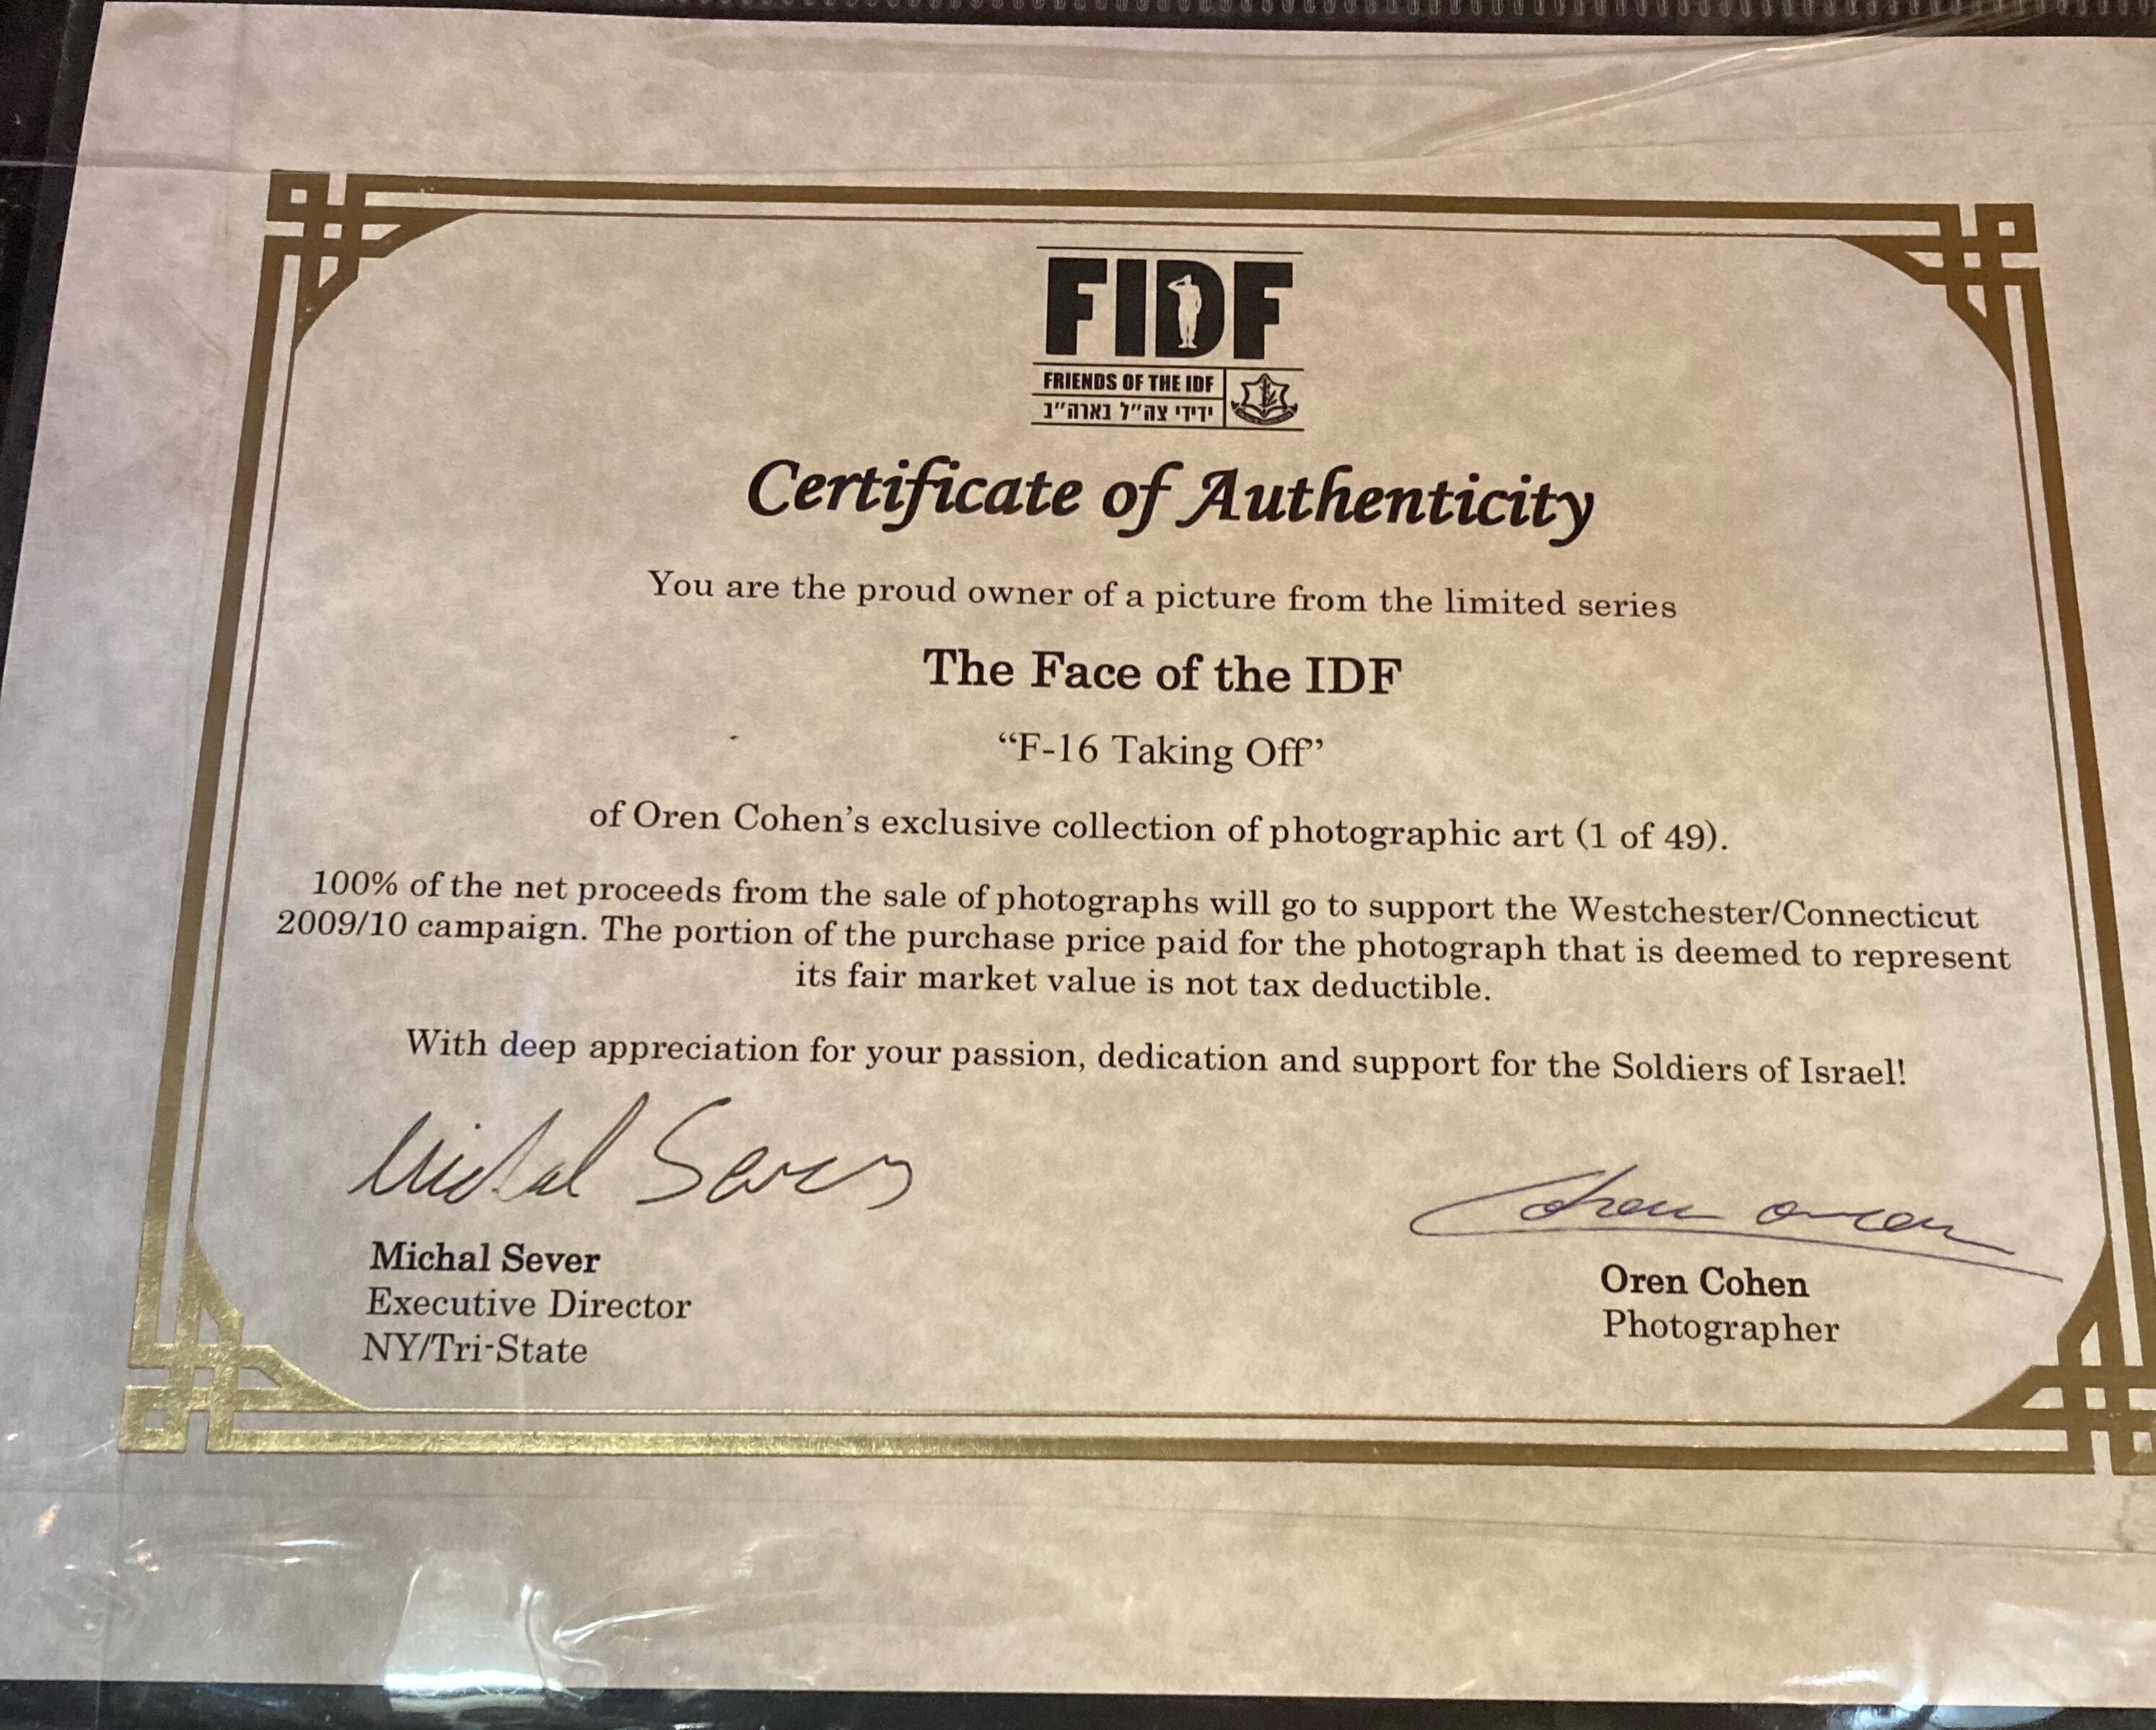 FIDF
FRIENDS OF THE IDF
ידידי צה"ל בארה"ב
Certificate of Authenticity
You are the proud owner of a picture from the limited series
The Face of the IDF
“F-16 Taking Off”
of Oren Cohen’s exclusive collection of photographic art (1 of 49).
100% of the net proceeds from the sale of photographs will go to support the Westchester/Connecticut
2009/10 campaign. The portion of the purchase price paid for the photograph that is deemed to represent
its fair market value is not tax deductible.
With deep appreciation for your passion, dedication and support for the Soldiers of Israel!
Michal Sever
Michal Sever
Executive Director
NY/Tri-State
Oren Cohen
Photographer